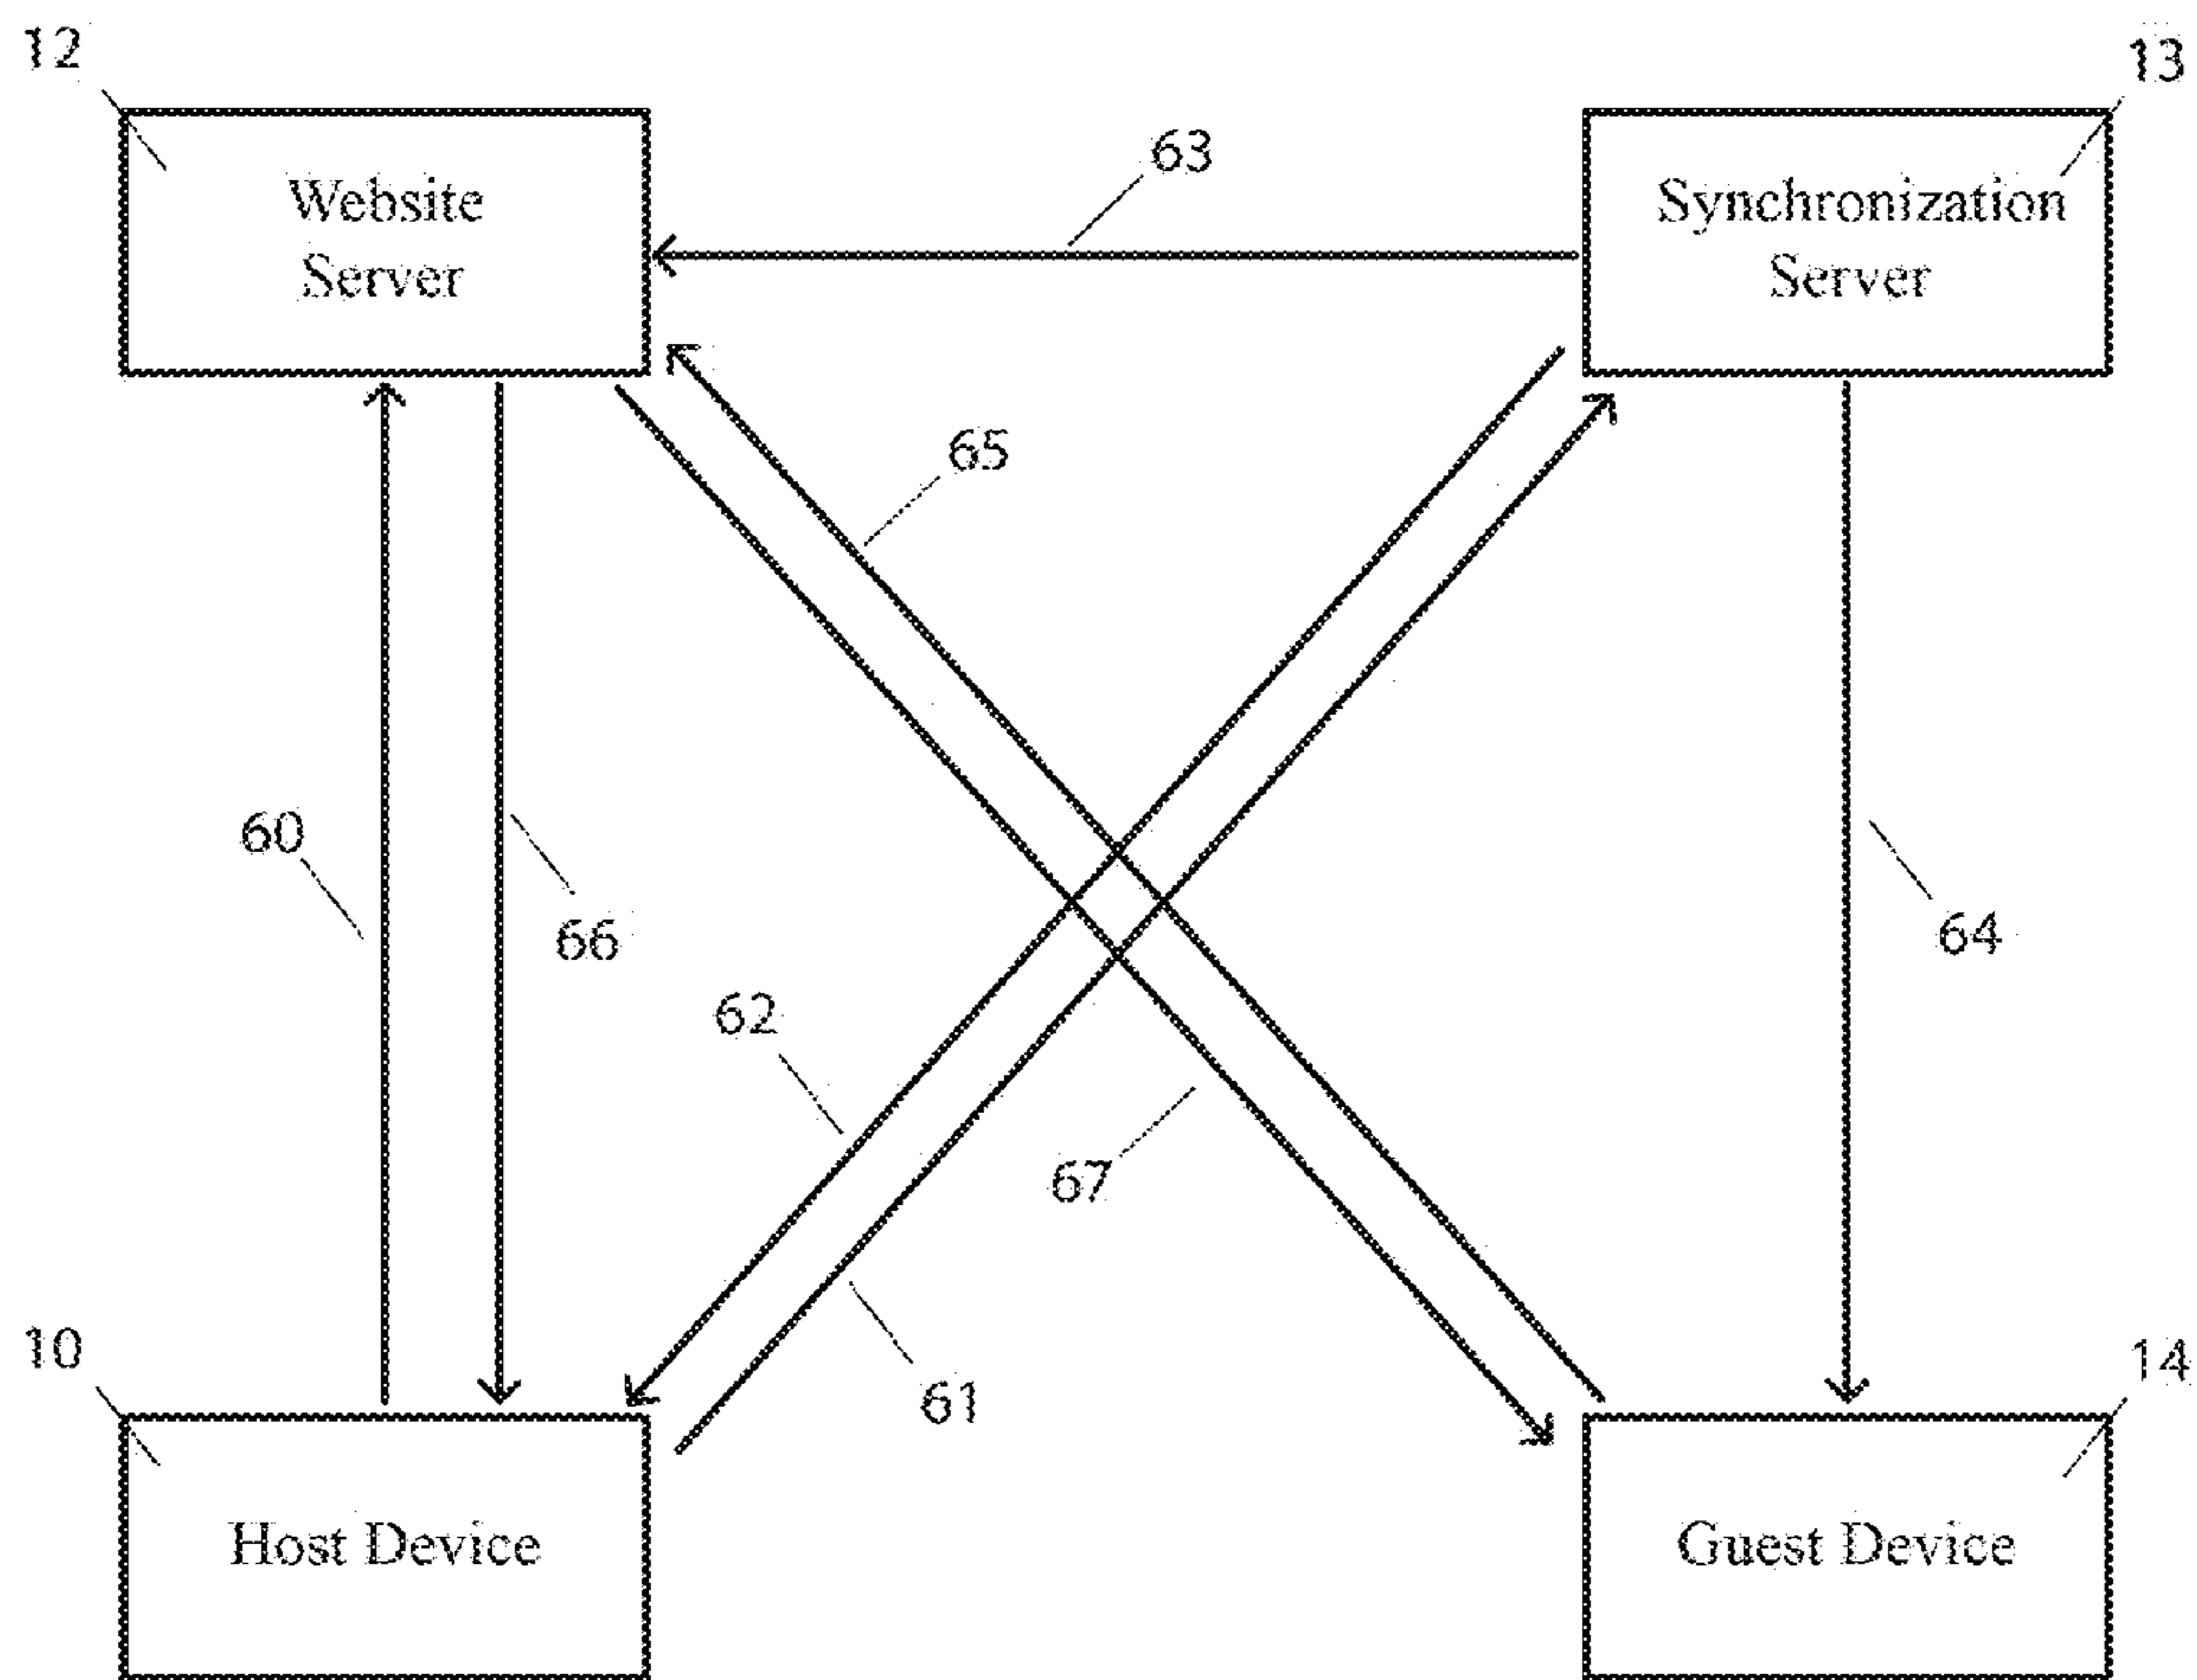 12
13
63
Website
Server
Synchronization
Server
65
60
66
64
62
67
10
61
14
Host Device
Guest Device